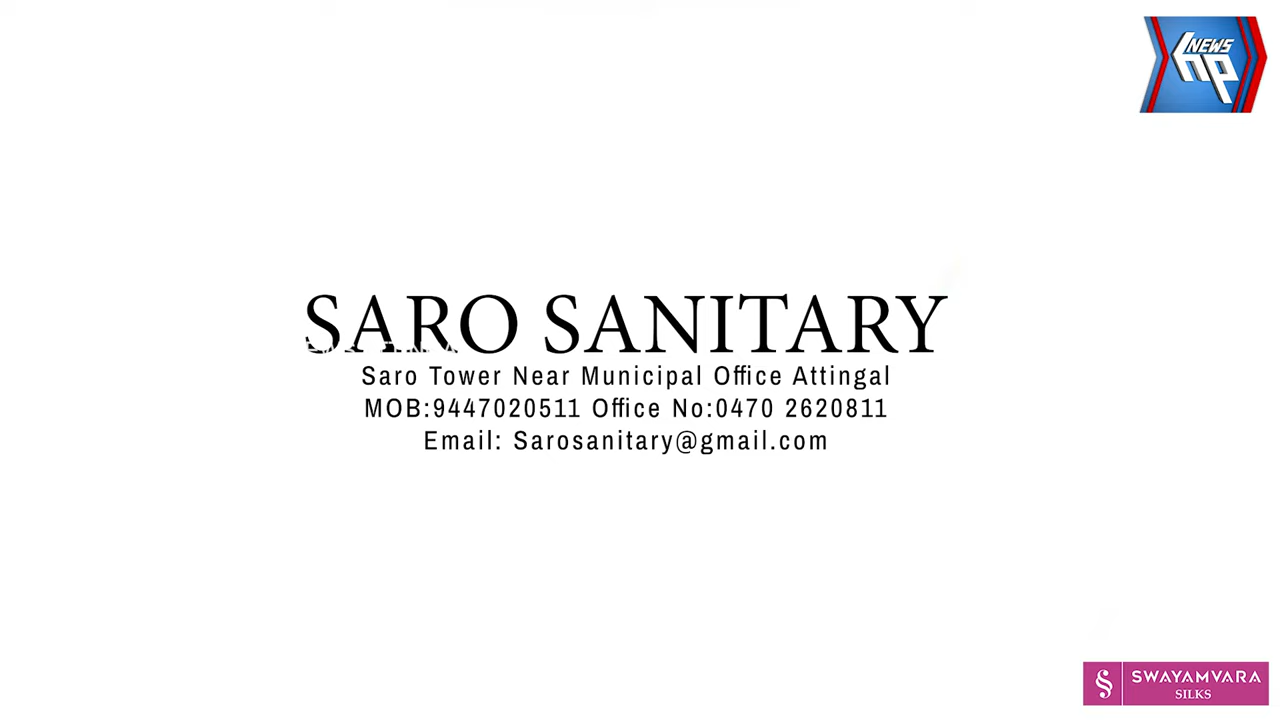 NEWS
np
SARO SANITARY
Saro Tower Near Municipal Office Attingal
MOB:9447020511 Office No:0470 2620811
Email: Sarosanitary@gmail.com
SWAYAMVARA
SILKS